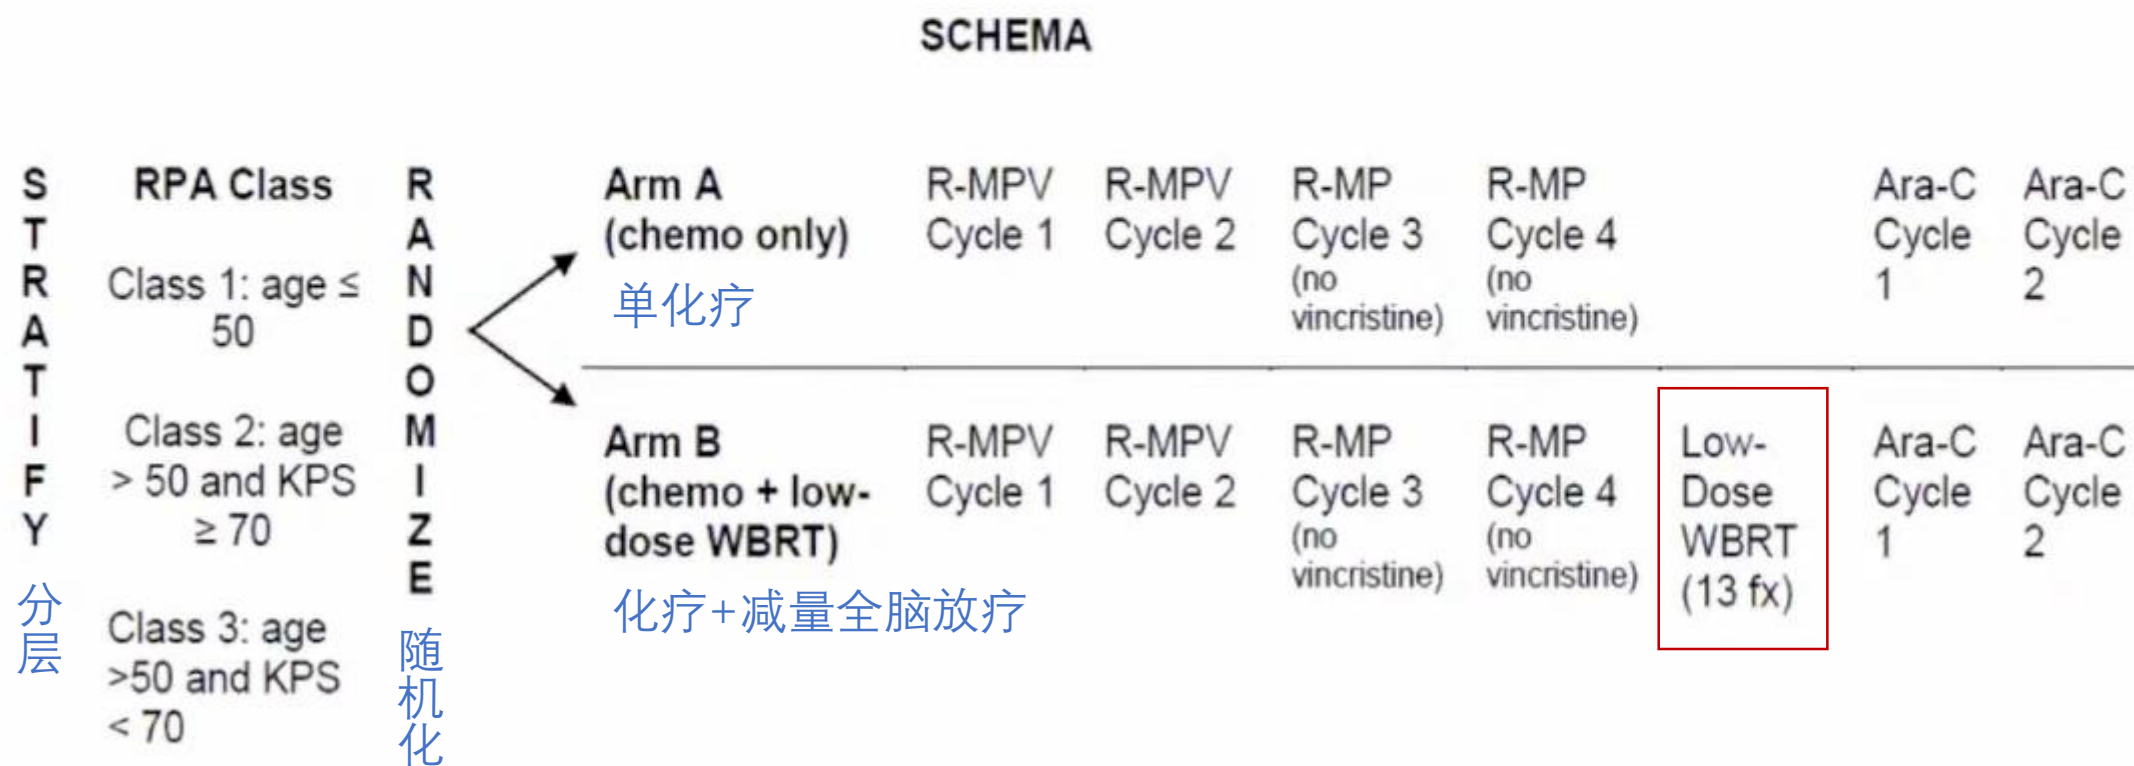 SCHEMA
STRATIFY
分层
RPA Class
Class 1: age ≤
50
Class 2: age
> 50 and KPS
≥ 70
Class 3: age
>50 and KPS
< 70
RANDOMIZE
随机化
Arm A
(chemo only)
单化疗
R-MPV
Cycle 1
R-MPV
Cycle 2
R-MP
Cycle 3
(no
vincristine)
R-MP
Cycle 4
(no
vincristine)
Ara-C
Cycle
1
Ara-C
Cycle
2
Arm B
(chemo + low-
dose WBRT)
化疗+减量全脑放疗
R-MPV
Cycle 1
R-MPV
Cycle 2
R-MP
Cycle 3
(no
vincristine)
R-MP
Cycle 4
(no
vincristine)
Low-
Dose
WBRT
(13 fx)
Ara-C
Cycle
1
Ara-C
Cycle
2